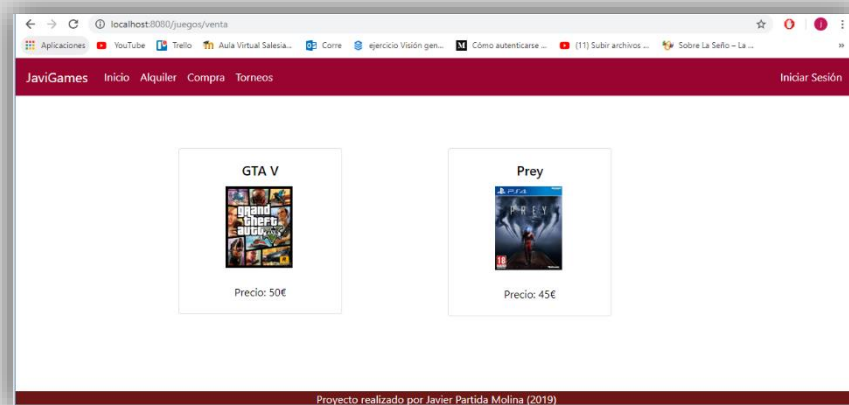 localhost:8080/juegos/venta
Aplicaciones YouTube Trello Aula Virtual Salesia... Corre ejercicio Visión gen... Cómo autenticarse ... (11) Subir archivos ... Sobre La Seño – La ... »
JaviGames Inicio Alquiler Compra Torneos Iniciar Sesión
GTA V Prey
grand theft auto V PS4
PREY
18
Precio: 50€ Precio: 45€
Proyecto realizado por Javier Partida Molina (2019)